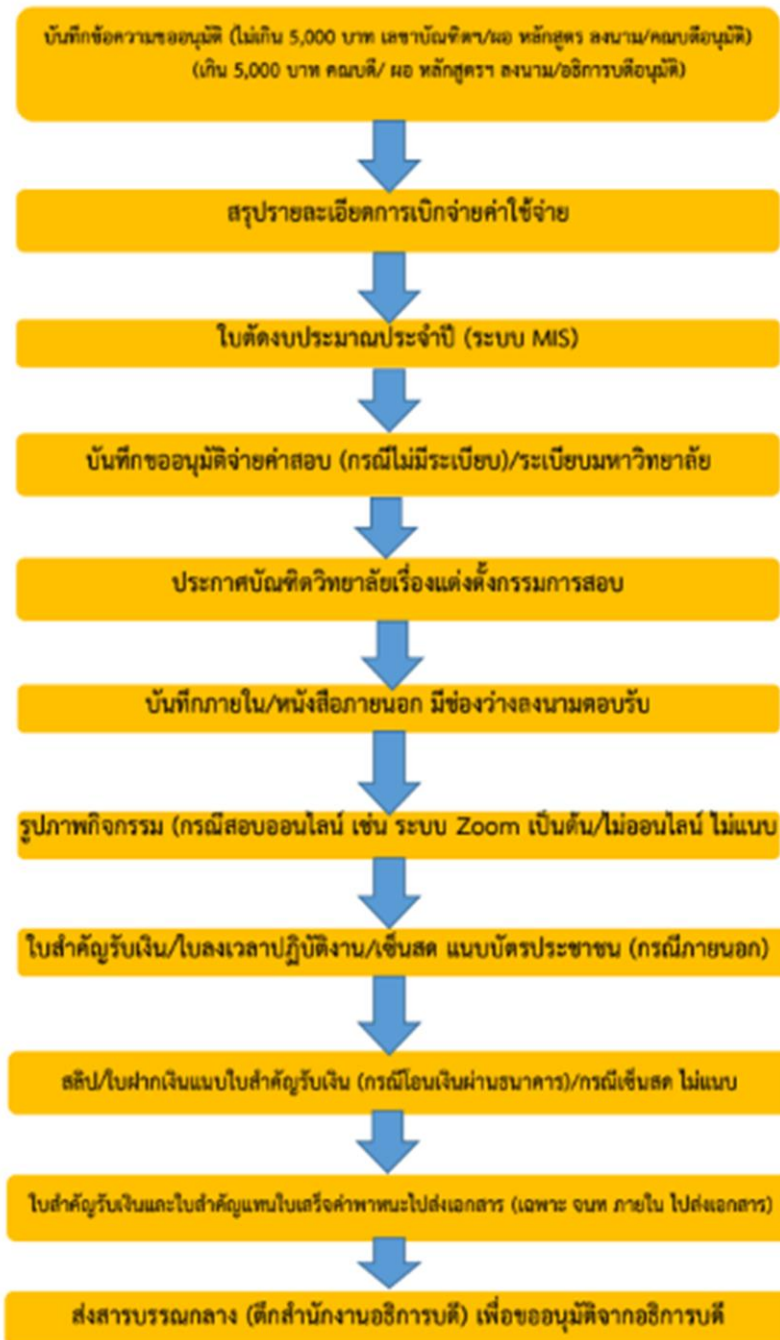 บันทึกข้อความขออนุมัติ (ไม่เกิน 5,000 บาท เลขาบัณฑิตฯ/ผอ หลักสูตร ลงนาม/คณบดีอนุมัติ)
(เกิน 5,000 บาท คณบดี/ ผอ หลักสูตรฯ ลงนาม/อธิการบดีอนุมัติ)
สรุปรายละเอียดการเบิกจ่ายค่าใช้จ่าย
ใบตัดงบประมาณประจำปี (ระบบ MIS)
บันทึกขออนุมัติจ่ายค่าสอบ (กรณีไม่มีระเบียบ)/ระเบียบมหาวิทยาลัย
ประกาศบัณฑิตวิทยาลัยเรื่องแต่งตั้งกรรมการสอบ
บันทึกภายใน/หนังสือภายนอก มีช่องว่างลงนามตอบรับ
รูปภาพกิจกรรม (กรณีสอบออนไลน์ เช่น ระบบ Zoom เป็นต้น/ไม่ออนไลน์ ไม่แนบ
ใบสำคัญรับเงิน/ใบลงเวลาปฏิบัติงาน/เซ็นสด แนบบัตรประชาชน (กรณีภายนอก)
สลิป/ใบฝากเงินแนบใบสำคัญรับเงิน (กรณีโอนเงินผ่านธนาคาร)/กรณีเซ็นสด ไม่แนบ
ใบสำคัญรับเงินและใบสำคัญแทนใบเสร็จค่าพาหนะไปส่งเอกสาร (เฉพาะ จนท ภายใน ไปส่งเอกสาร)
ส่งสารบรรณกลาง (ตึกสำนักงานอธิการบดี) เพื่อขออนุมัติจากอธิการบดี